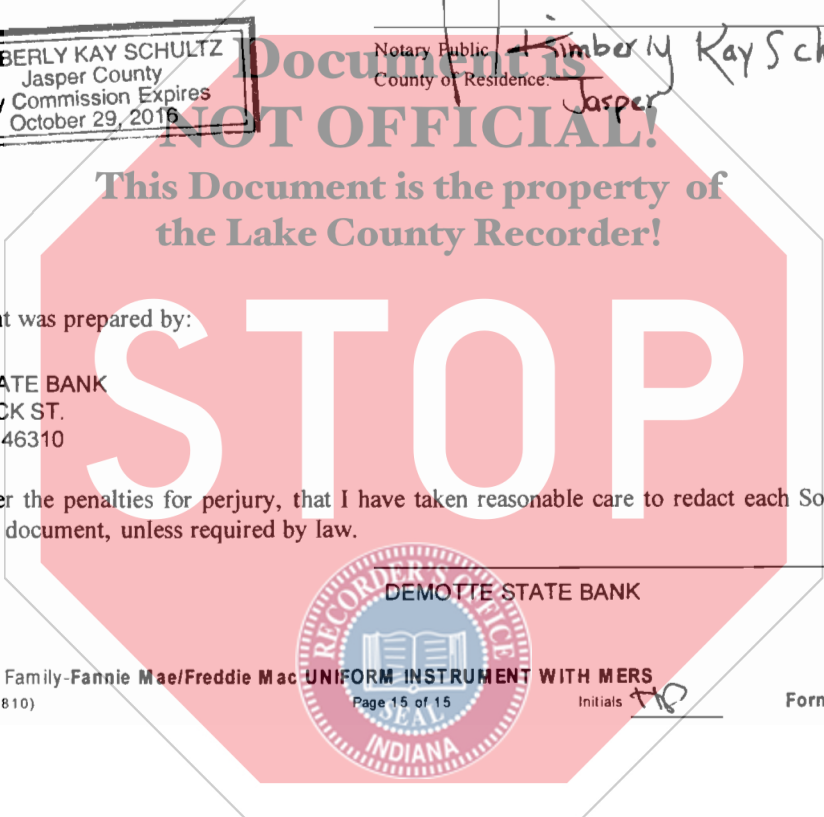 BERLY KAY SCHULTZ
Jasper County
Commission Expires
October 29, 2016
Notary Public Kimberly Kay Sch
County of Residence: Jasper
Document is
NOT OFFICIAL!
This Document is the property of
the Lake County Recorder!
STOP
t was prepared by:
ATE BANK
CK ST.
46310
er the penalties for perjury, that I have taken reasonable care to redact each So
document, unless required by law.
DEMOTTE STATE BANK
RECORDER'S OFFICE
SEAL
INDIANA
Family-Fannie Mae/Freddie Mac UNIFORM INSTRUMENT WITH MERS
810)
Page 15 of 15
Initials
Form